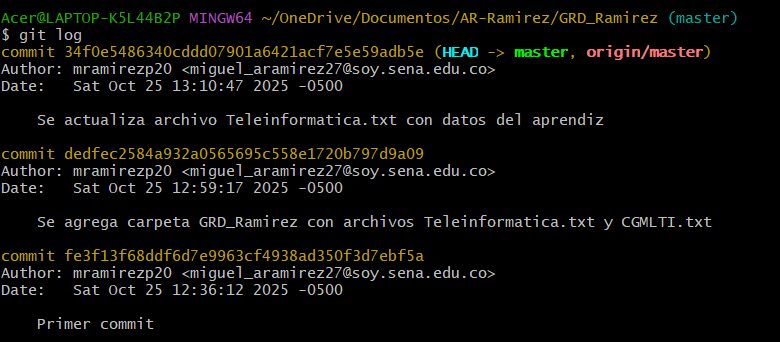 Acer@LAPTOP-K5L44B2P MINGW64 ~/OneDrive/Documentos/AR-Ramirez/GRD_Ramirez (master)
$ git log
commit 34f0e5486340cddd07901a6421acf7e5e59adb5e (HEAD -> master, origin/master)
Author: mramirezp20 <miguel_aramirez27@soy.sena.edu.co>
Date:   Sat Oct 25 13:10:47 2025 -0500
    Se actualiza archivo Teleinformatica.txt con datos del aprendiz
commit dedfec2584a932a0565695c558e1720b797d9a09
Author: mramirezp20 <miguel_aramirez27@soy.sena.edu.co>
Date:   Sat Oct 25 12:59:17 2025 -0500
    Se agrega carpeta GRD_Ramirez con archivos Teleinformatica.txt y CGMLTI.txt
commit fe3f13f68ddf6d7e9963cf4938ad350f3d7ebf5a
Author: mramirezp20 <miguel_aramirez27@soy.sena.edu.co>
Date:   Sat Oct 25 12:36:12 2025 -0500
    Primer commit